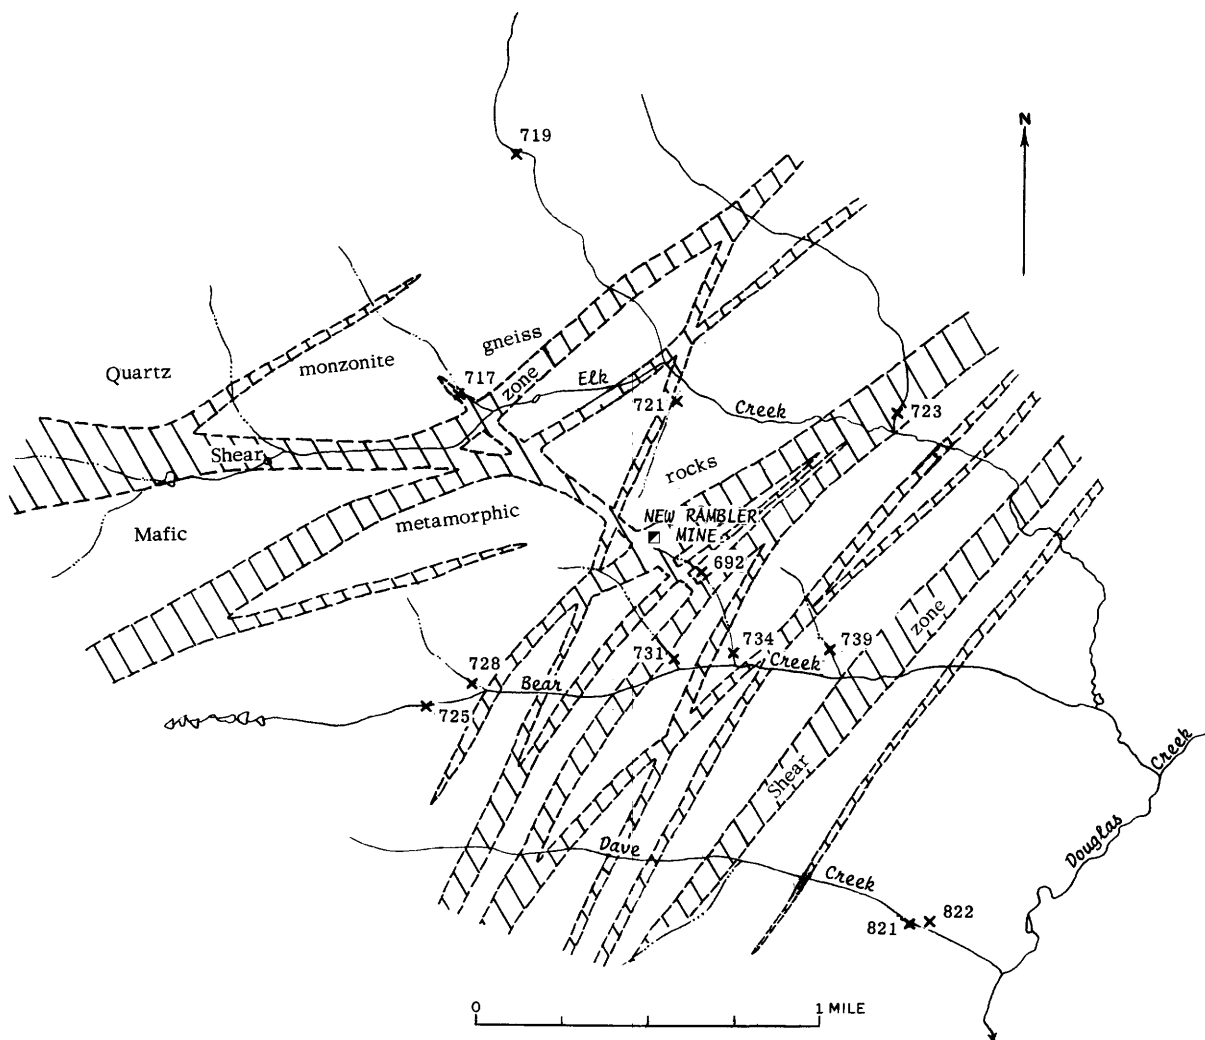 719
N
gneiss
Quartz
monzonite
717
zone
Elk
721
Creek
723
Shear
rocks
Mafic
metamorphic
NEW RAMBLER
MINE
692
zone
731
734
739
Creek
728
Bear
725
Shear
Creek
Douglas
Dave
Creek
821
822
0
1 MILE